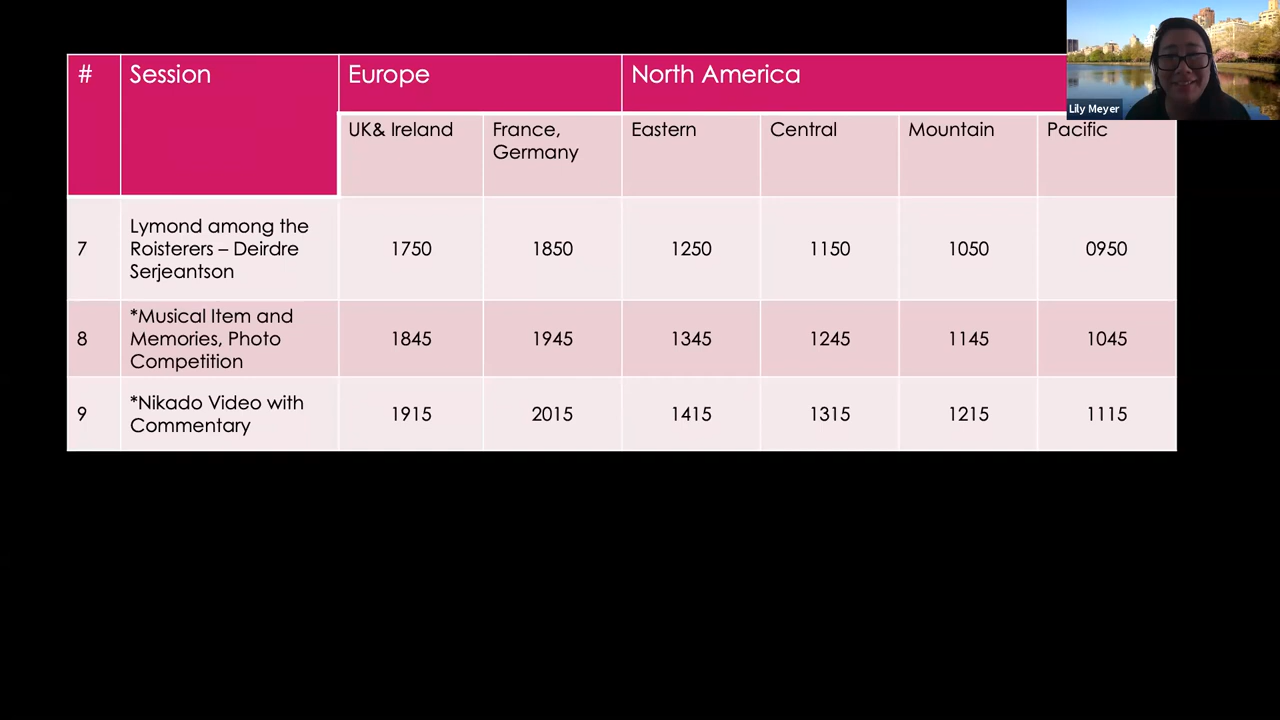 # Session Europe North America
Lily Meyer
UK& Ireland France, Eastern Central Mountain Pacific
Germany
Lymond among the
7 Roisterers – Deirdre 1750 1850 1250 1150 1050 0950
Serjeantson
*Musical Item and
8 Memories, Photo 1845 1945 1345 1245 1145 1045
Competition
*Nikado Video with
9 1915 2015 1415 1315 1215 1115
Commentary